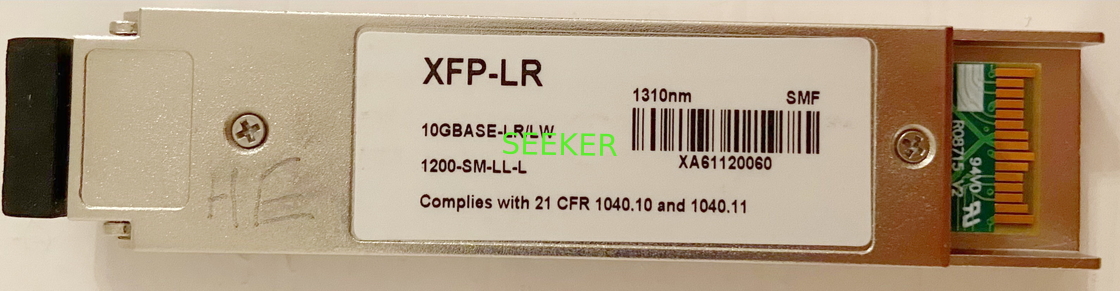 XFP-LR
1310nm SMF
10GBASE-LR/LW
SEEKER
XA61120060
1200-SM-LL-L
Complies with 21 CFR 1040.10 and 1040.11
HE
94V0